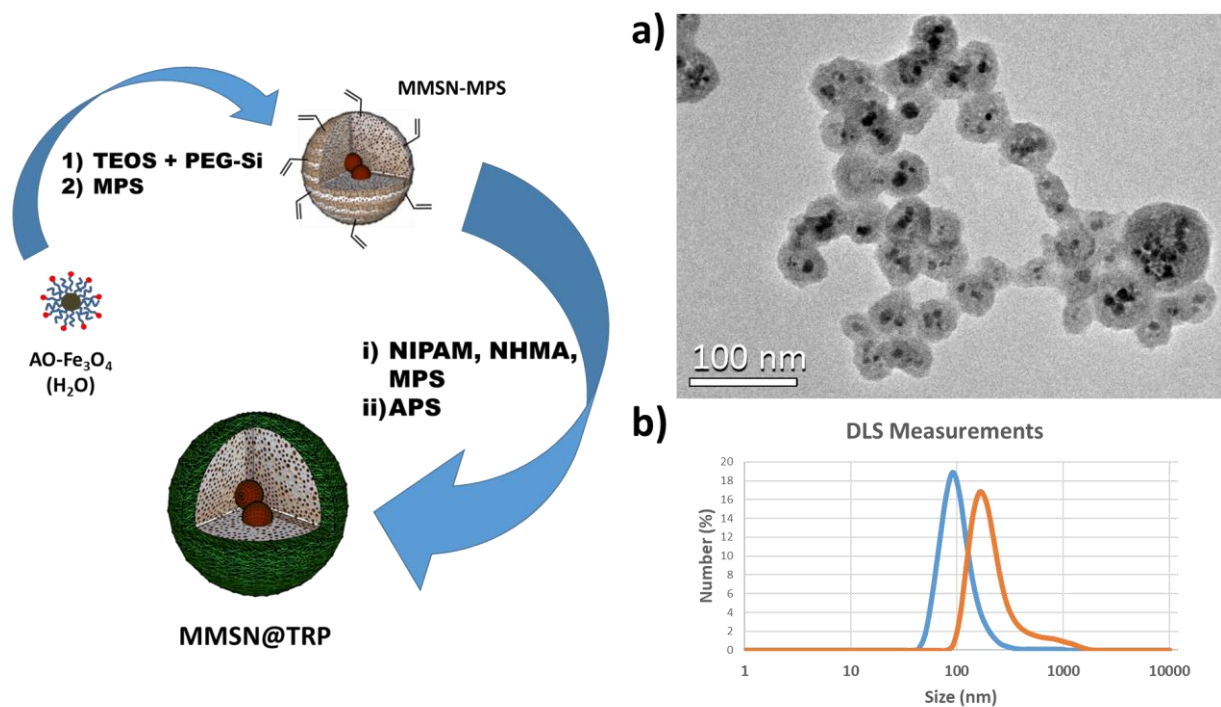 MMSN-MPS
1) TEOS + PEG-Si
2) MPS
AO-Fe₃O₄
(H₂O)
i) NIPAM, NHMA,
MPS
ii)APS
MMSN@TRP
a)
100 nm
b)
DLS Measurements
Number (%)
20
18
16
14
12
10
8
6
4
2
0
1
10
100
1000
10000
Size (nm)